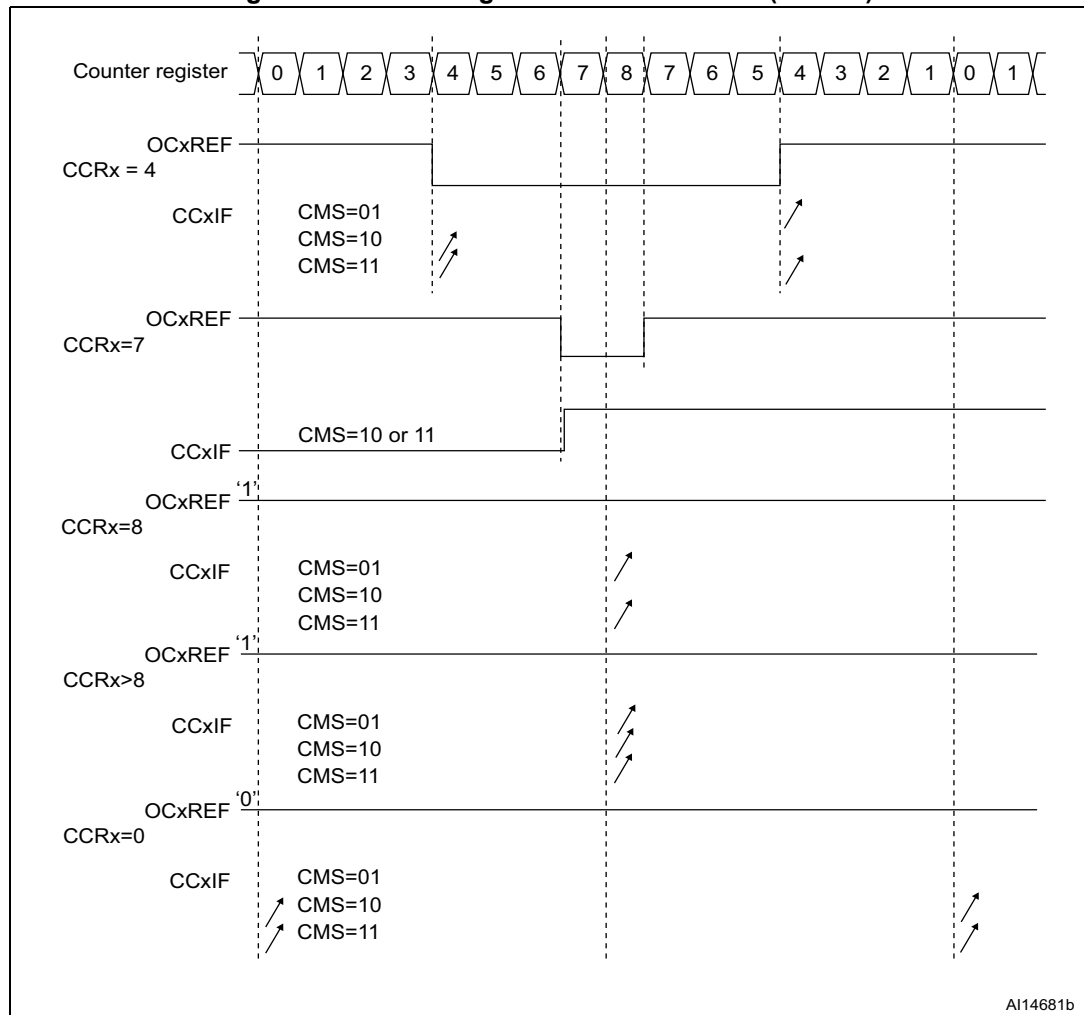 Counter register 0 1 2 3 4 5 6 7 8 7 6 5 4 3 2 1 0 1
OCxREF
CCRx = 4
CCxIF CMS=01
CMS=10
CMS=11
OCxREF
CCRx=7
CMS=10 or 11
CCxIF
OCxREF '1'
CCRx=8
CCxIF CMS=01
CMS=10
CMS=11
OCxREF '1'
CCRx>8
CCxIF CMS=01
CMS=10
CMS=11
OCxREF '0'
CCRx=0
CCxIF CMS=01
CMS=10
CMS=11
AI14681b